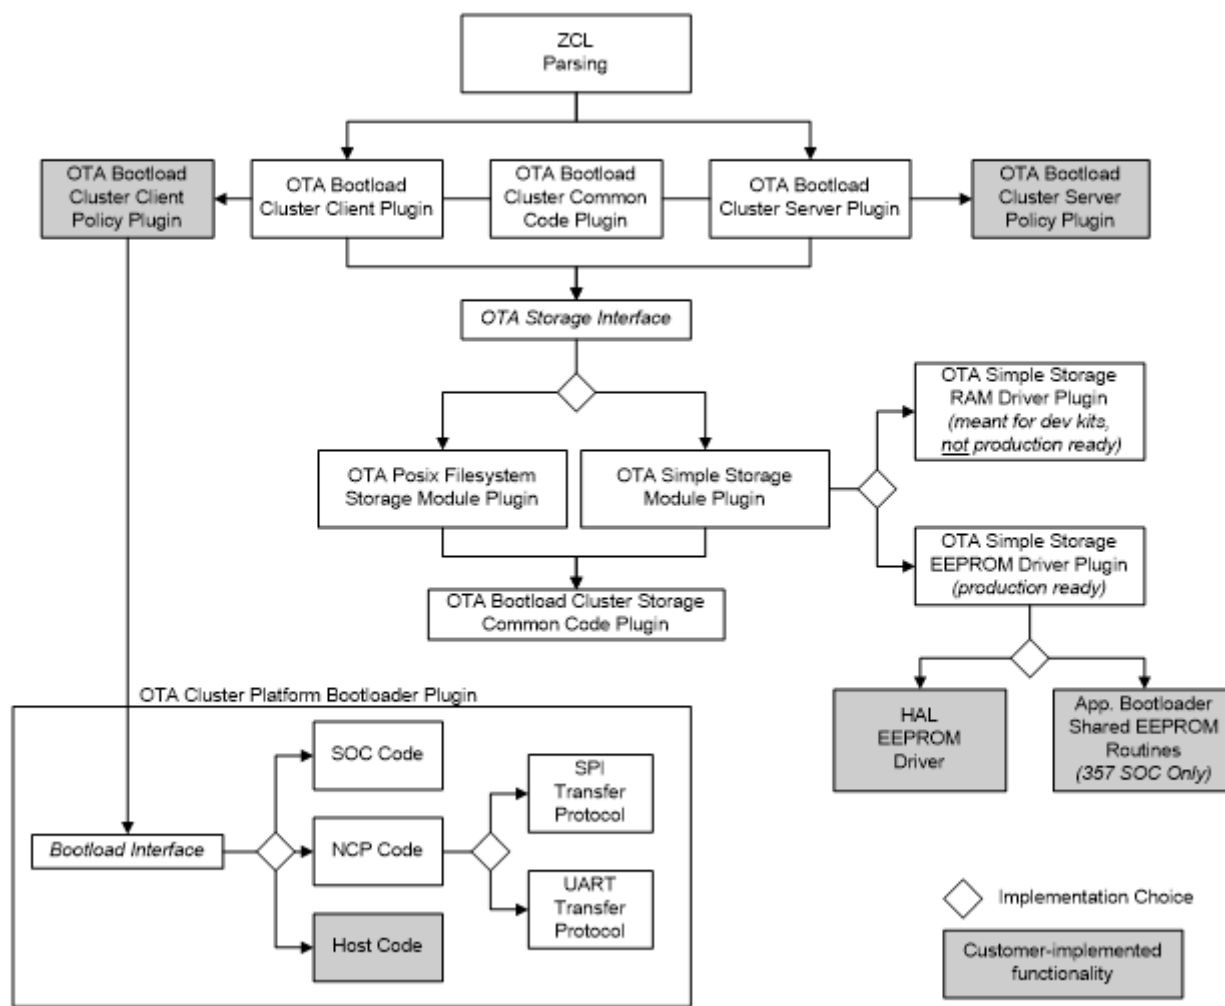 ZCL
Parsing
OTA Bootload
Cluster Client
Policy Plugin
OTA Bootload
Cluster Client Plugin
OTA Bootload
Cluster Common
Code Plugin
OTA Bootload
Cluster Server Plugin
OTA Bootload
Cluster Server
Policy Plugin
OTA Storage Interface
OTA Simple Storage
RAM Driver Plugin
(meant for dev kits,
not production ready)
OTA Posix Filesystem
Storage Module Plugin
OTA Simple Storage
Module Plugin
OTA Simple Storage
EEPROM Driver Plugin
(production ready)
OTA Bootload Cluster Storage
Common Code Plugin
HAL
EEPROM
Driver
App. Bootloader
Shared EEPROM
Routines
(357 SOC Only)
OTA Cluster Platform Bootloader Plugin
SOC Code
SPI
Transfer
Protocol
Bootload Interface
NCP Code
UART
Transfer
Protocol
Host Code
Implementation Choice
Customer-implemented
functionality